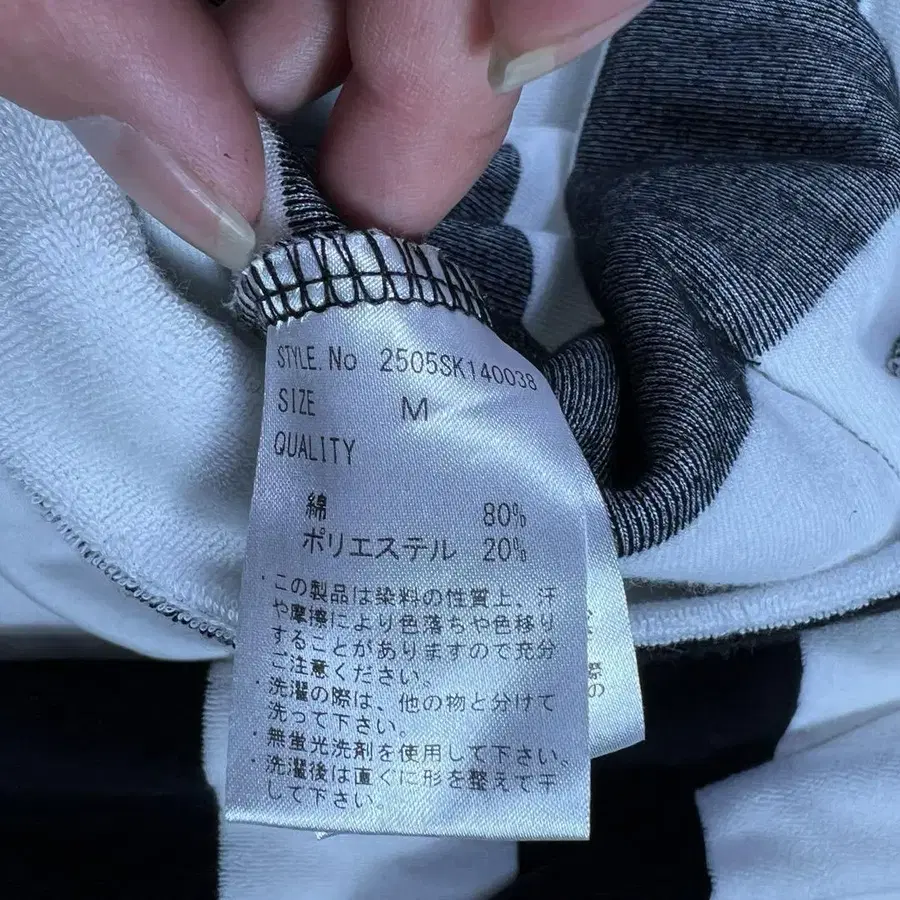 STYLE.No 2505SK140038
SIZE M
QUALITY
綿 80%
ポリエステル 20%
・この製品は染料の性質上、汗
や摩擦により色落ちや色移り
することがありますので充分
ご注意ください。
・洗濯の際は、他の物と分けて
洗って下さい。
・無蛍光洗剤を使用して下さい。
・洗濯後は直ぐに形を整えて干
して下さい。
の